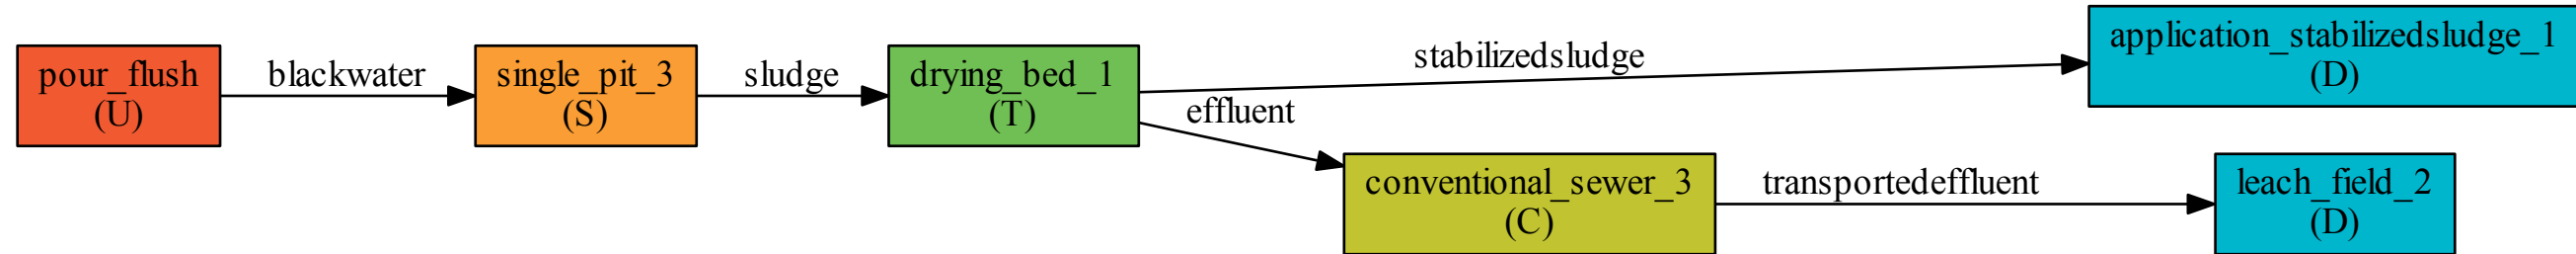 pour_flush
(U)
blackwater
single_pit_3
(S)
sludge
drying_bed_1
(T)
stabilizedsludge
application_stabilizedsludge_1
(D)
effluent
conventional_sewer_3
(C)
transportedeffluent
leach_field_2
(D)